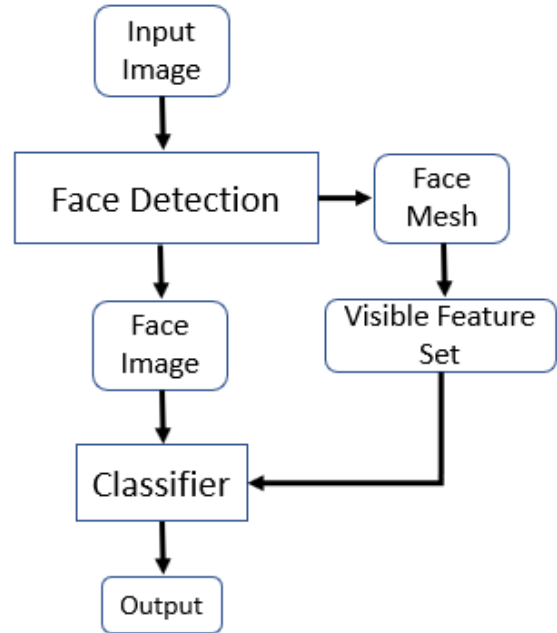 Input
Image
Face Detection
Face
Mesh
Face
Image
Visible Feature
Set
Classifier
Output